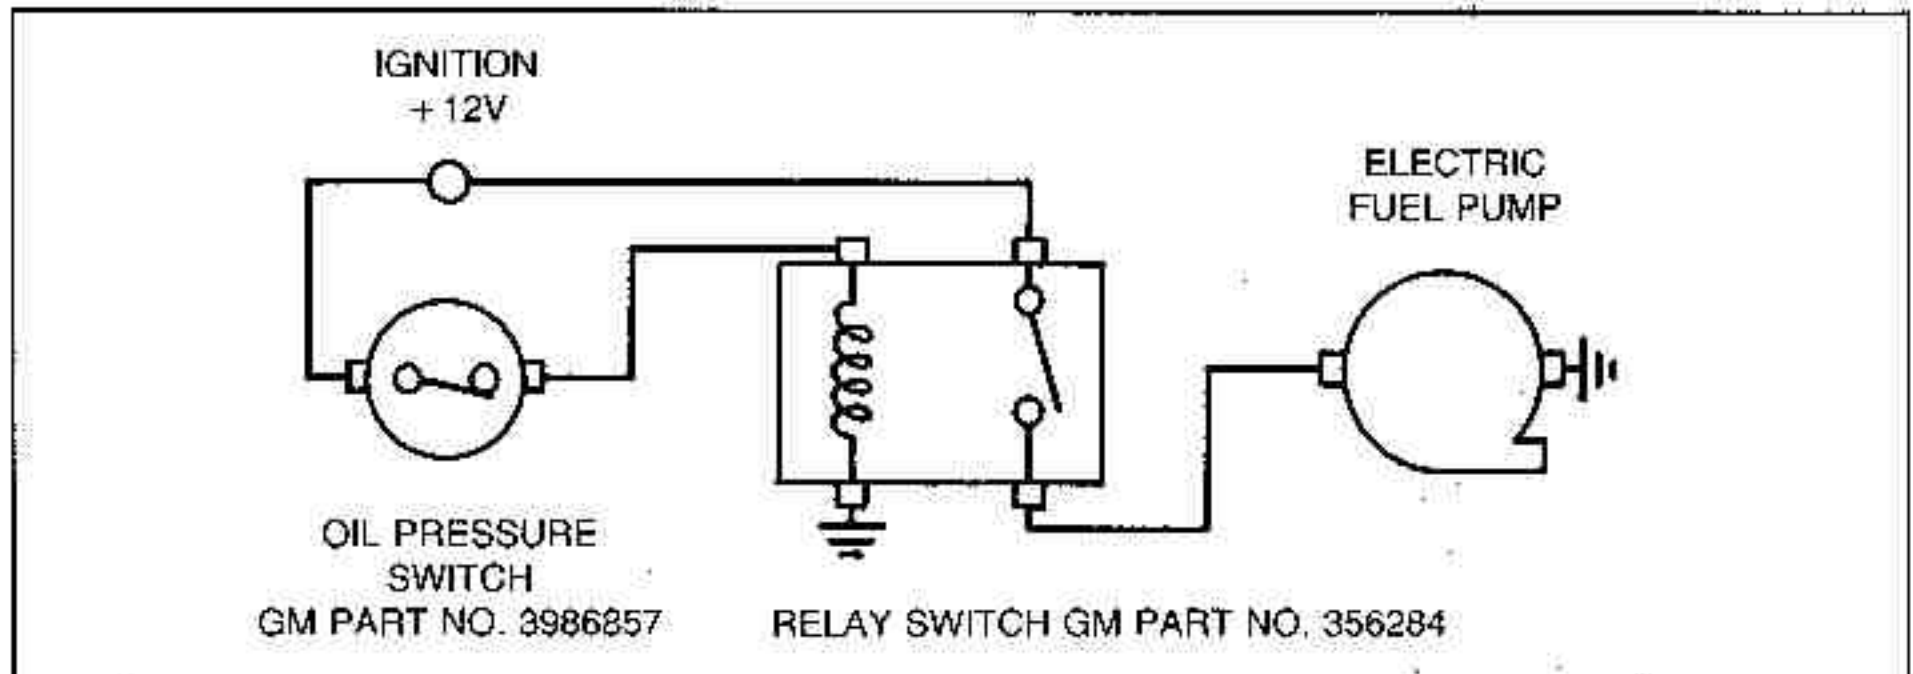 IGNITION
+ 12V
ELECTRIC
FUEL PUMP
OIL PRESSURE
SWITCH
GM PART NO. 3986857
RELAY SWITCH GM PART NO. 356284